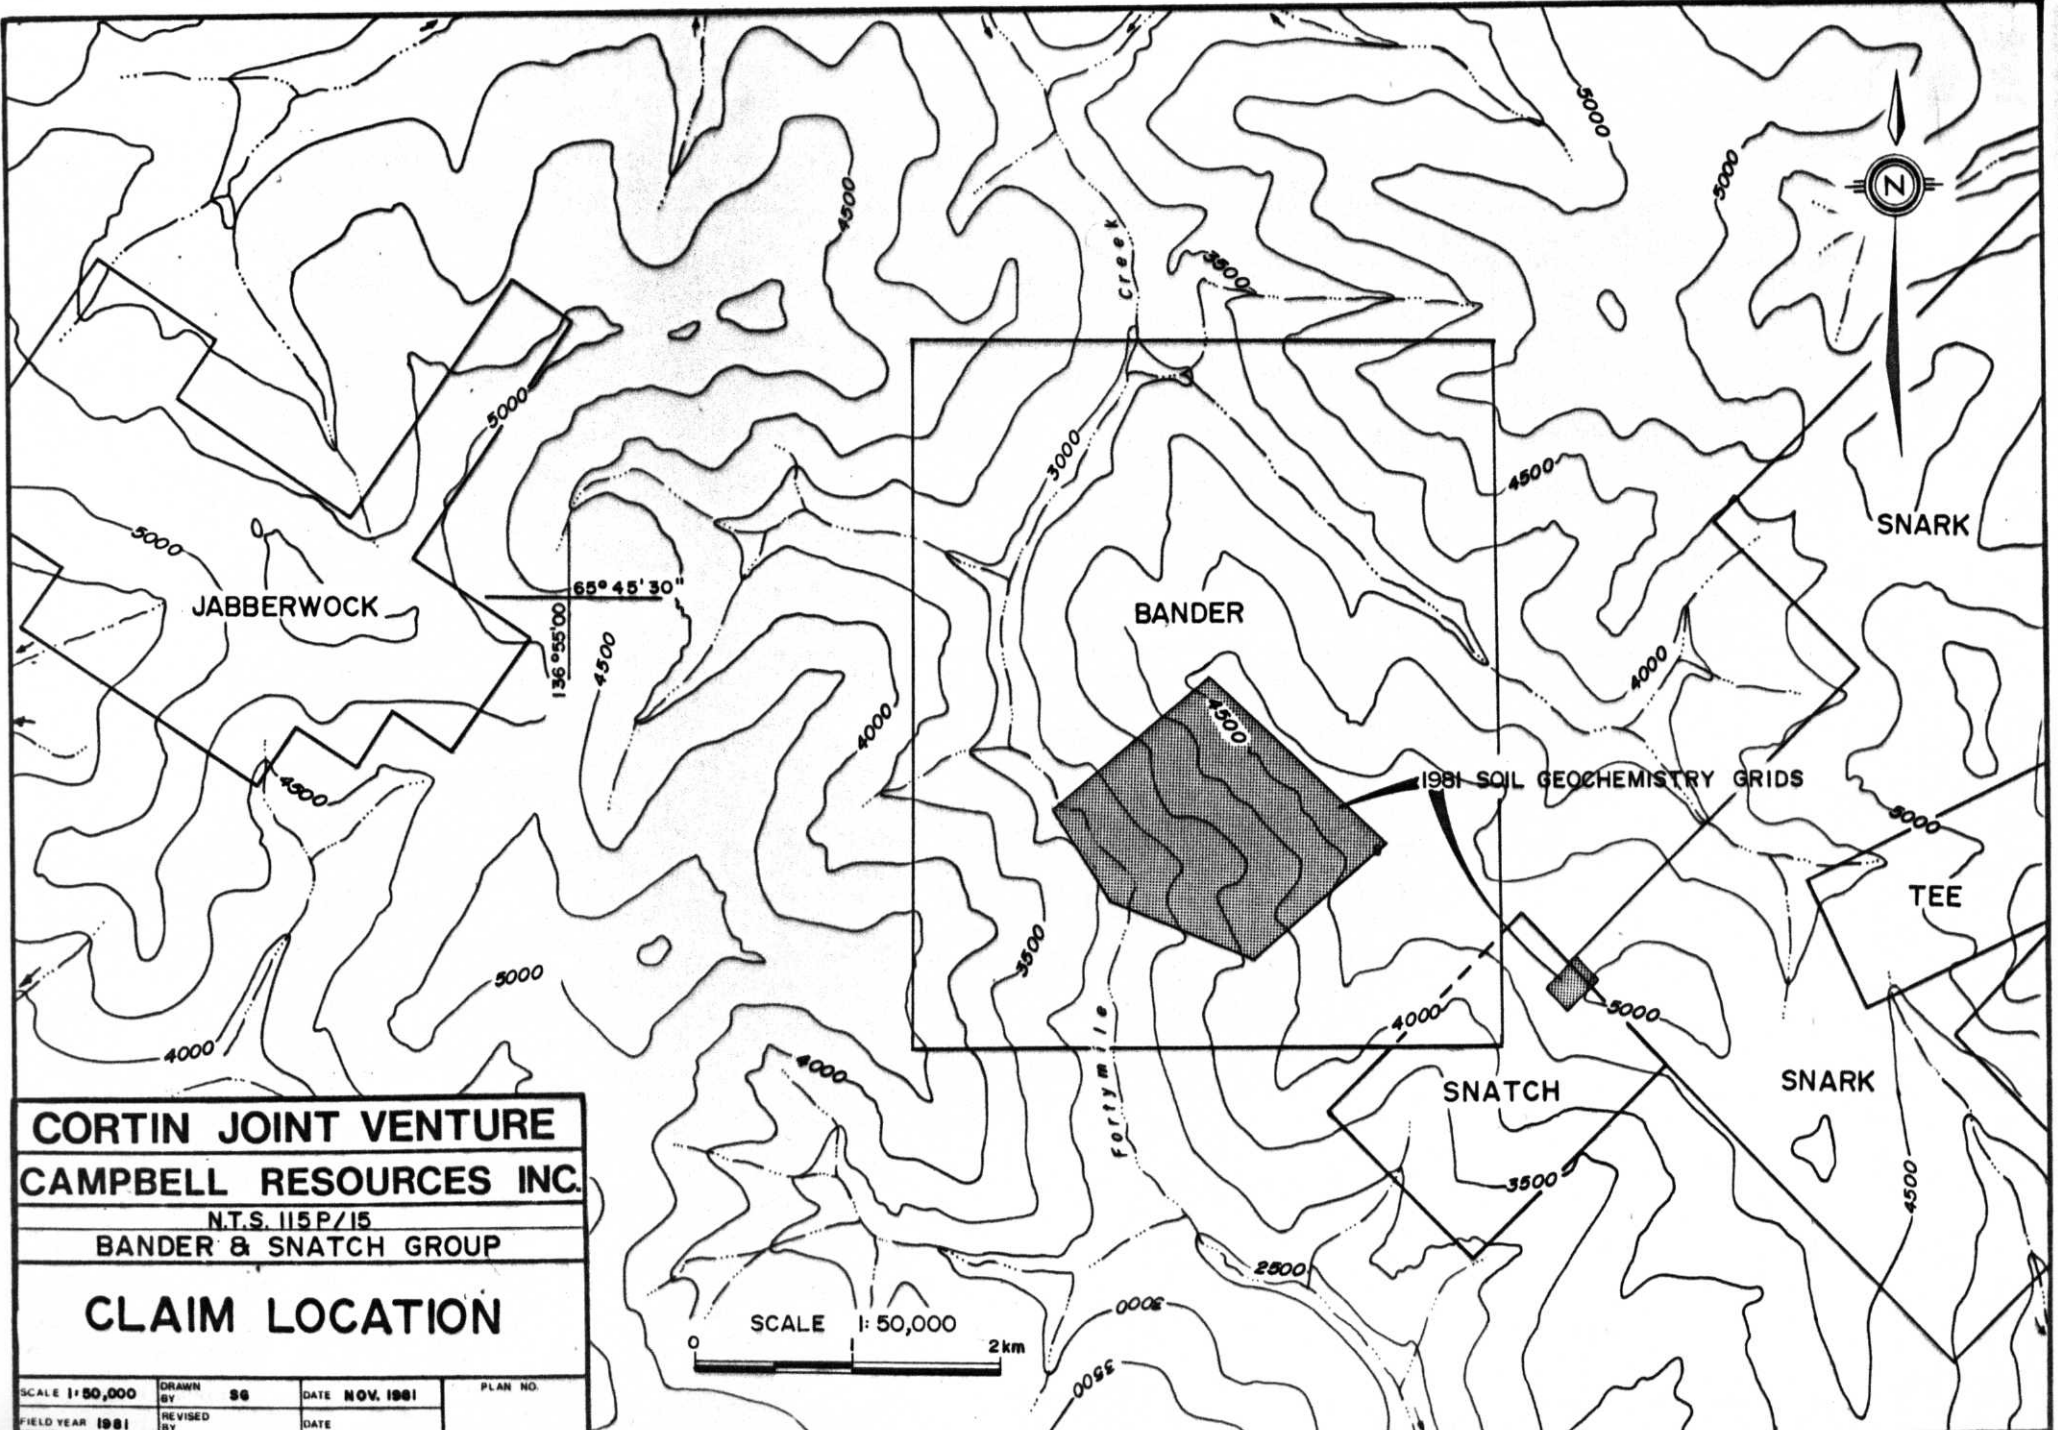 5000
5000
4500
Creek
3500
N
5000
3000
4500
SNARK
5000
JABBERWOCK
65° 45' 30"
136° 55' 00
4500
BANDER
4000
4500
4000
1981 SOIL GEOCHEMISTRY GRIDS
4500
5000
TEE
3500
5000
4000
5000
4000
Fortymile
4000
SNATCH
SNARK
3500
4500
2500
3000
3500
SCALE 1:50,000
0 1 2 km
CORTIN JOINT VENTURE
CAMPBELL RESOURCES INC.
N.T.S. 115 P/15
BANDER & SNATCH GROUP
CLAIM LOCATION
SCALE 1:50,000 DRAWN BY SG DATE NOV. 1981 PLAN NO.
FIELD YEAR 1981 REVISED BY DATE